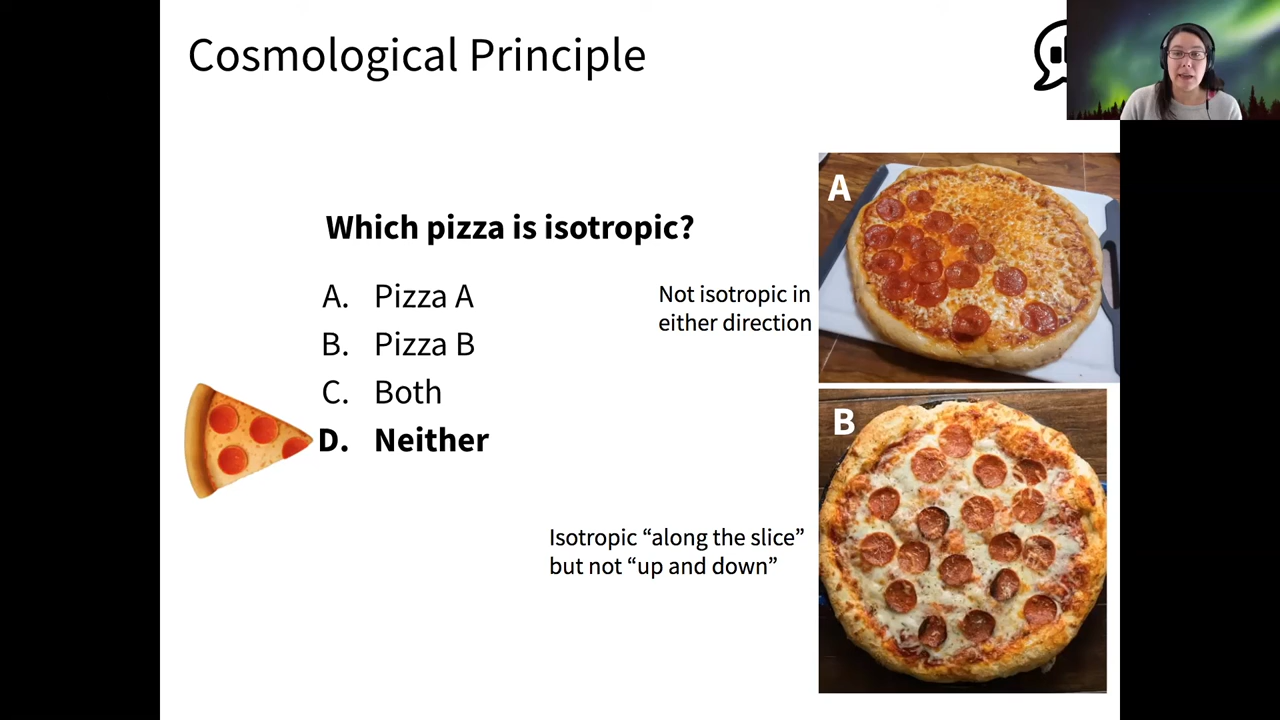 Cosmological Principle
Which pizza is isotropic?
A. Pizza A
B. Pizza B
C. Both
D. Neither
Not isotropic in
either direction
A
Isotropic “along the slice”
but not “up and down”
B